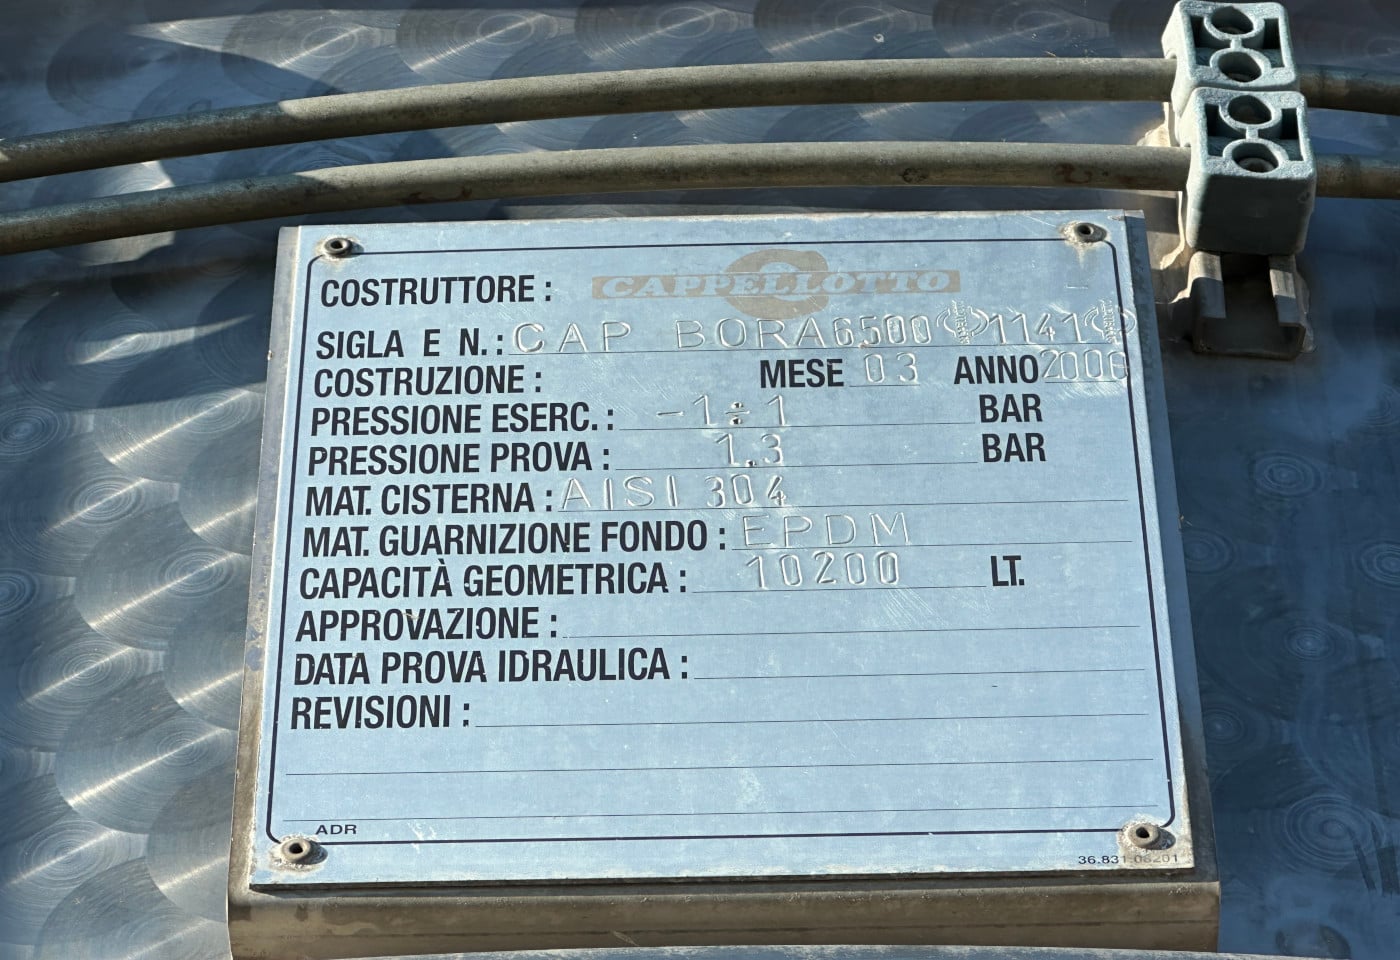 COSTRUTTORE : CAPPELLOTTO
SIGLA E N. : CAP BORA6500 1141
COSTRUZIONE : MESE 03 ANNO
PRESSIONE ESERC. : -1÷1 BAR
PRESSIONE PROVA : 1.3 BAR
MAT. CISTERNA : AISI 304
MAT. GUARNIZIONE FONDO : EPDM
CAPACITÀ GEOMETRICA : 10200 LT.
APPROVAZIONE :
DATA PROVA IDRAULICA :
REVISIONI :
ADR